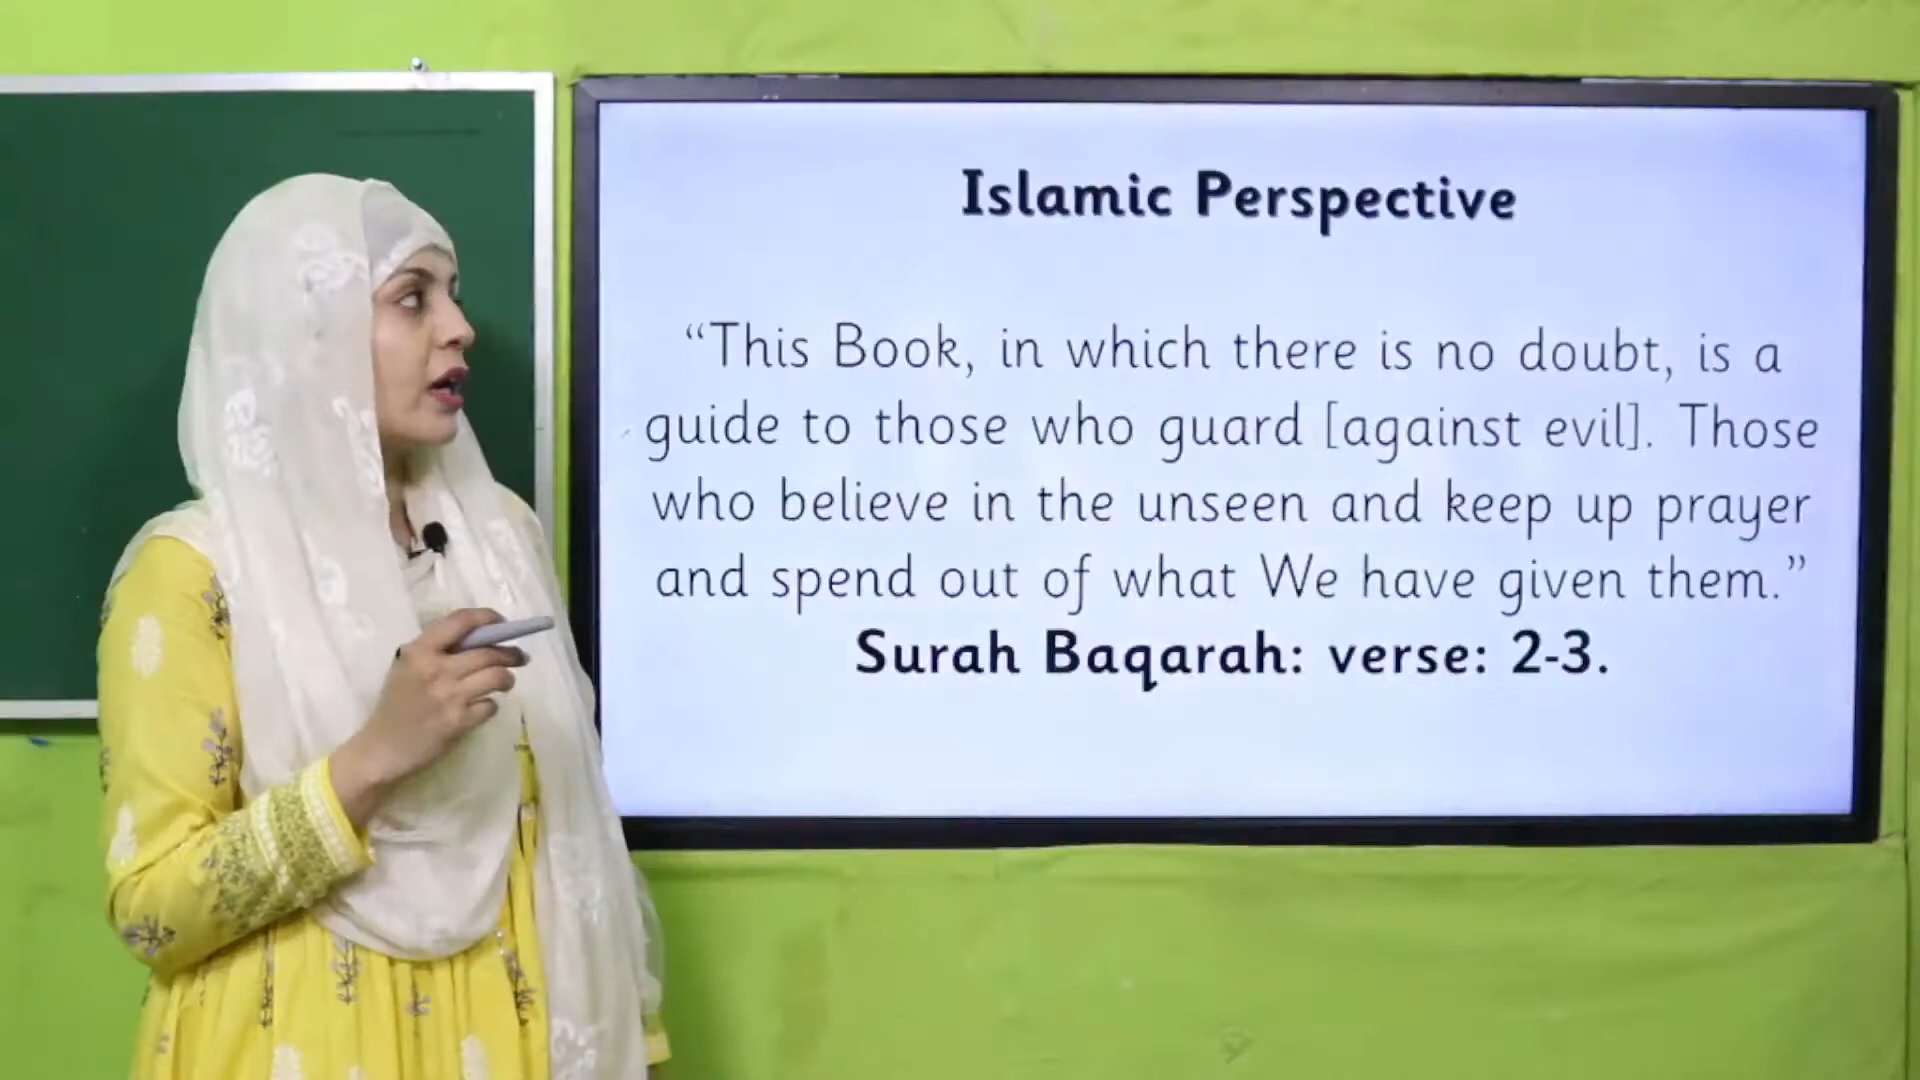 Islamic Perspective
“This Book, in which there is no doubt, is a
guide to those who guard [against evil]. Those
who believe in the unseen and keep up prayer
and spend out of what We have given them.”
Surah Baqarah: verse: 2-3.